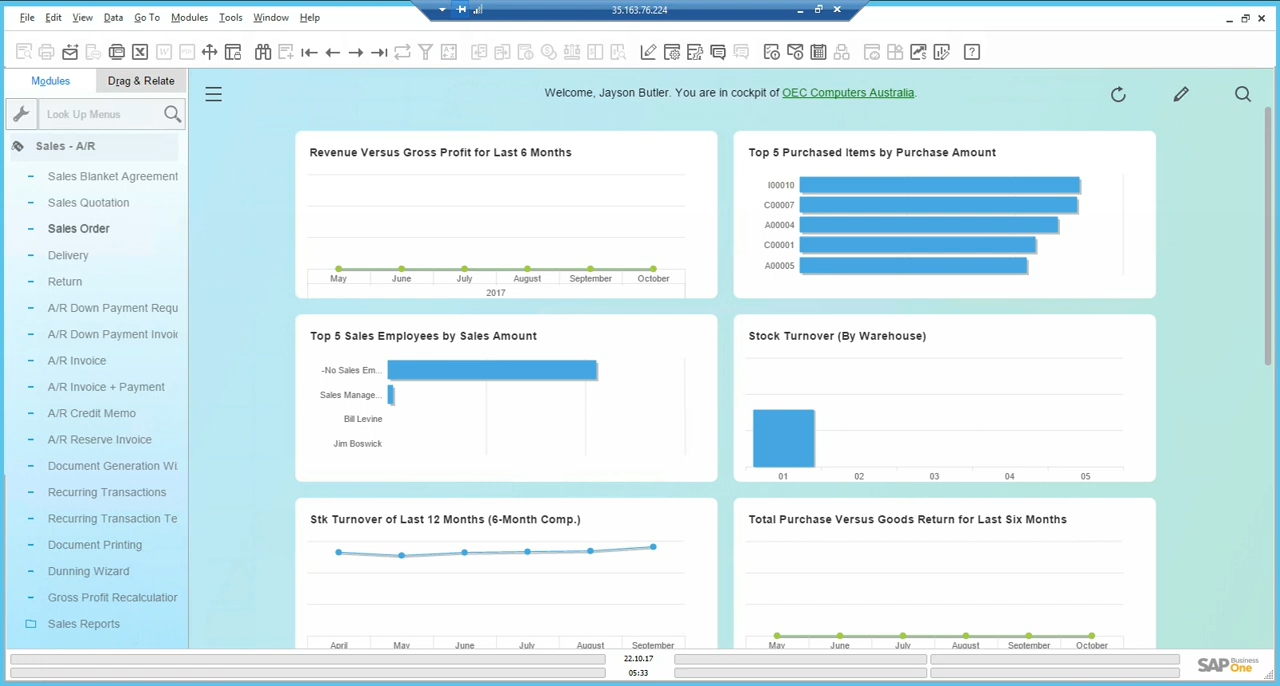 35.163.76.224
File Edit View Data Go To Modules Tools Window Help
Modules Drag & Relate
Look Up Menus
Welcome, Jayson Butler. You are in cockpit of OEC Computers Australia.
Sales - A/R
Sales Blanket Agreement
Sales Quotation
Sales Order
Delivery
Return
A/R Down Payment Requ
A/R Down Payment Invoic
A/R Invoice
A/R Invoice + Payment
A/R Credit Memo
A/R Reserve Invoice
Document Generation Wi
Recurring Transactions
Recurring Transaction Te
Document Printing
Dunning Wizard
Gross Profit Recalculation
Sales Reports
Revenue Versus Gross Profit for Last 6 Months
May June July August September October
2017
Top 5 Purchased Items by Purchase Amount
I00010
C00007
A00004
C00001
A00005
Top 5 Sales Employees by Sales Amount
-No Sales Em...
Sales Manage...
Bill Levine
Jim Boswick
Stock Turnover (By Warehouse)
01 02 03 04 05
Stk Turnover of Last 12 Months (6-Month Comp.)
April May June July August September
Total Purchase Versus Goods Return for Last Six Months
May June July August September October
22.10.17
05:33
SAP Business One